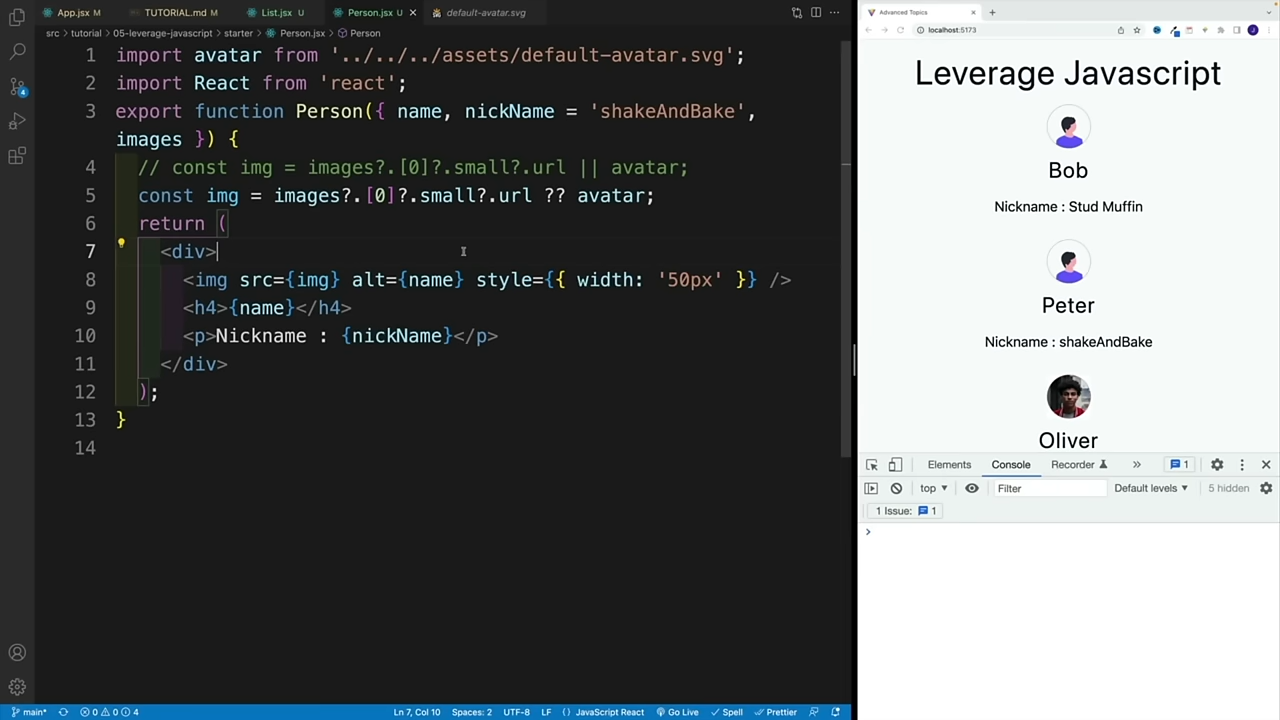 App.jsx U
TUTORIAL.md U
List.jsx U
Person.jsx U
default-avatar.svg
src > tutorial > 05-leverage-javascript > starter > Person.jsx > Person
1 import avatar from '../../../assets/default-avatar.svg';
2 import React from 'react';
3 export function Person({ name, nickName = 'shakeAndBake',
images }) {
4 // const img = images?.[0]?.small?.url || avatar;
5 const img = images?.[0]?.small?.url ?? avatar;
6 return (
7 <div>
8 <img src={img} alt={name} style={{ width: '50px' }} />
9 <h4>{name}</h4>
10 <p>Nickname : {nickName}</p>
11 </div>
12 );
13 }
14
4
main* 0 0 4 Ln 7, Col 10 Spaces: 2 UTF-8 LF JavaScript React Go Live Spell Prettier
Advanced Topics
localhost:5173
J
Leverage Javascript
Bob
Nickname : Stud Muffin
Peter
Nickname : shakeAndBake
Oliver
Elements Console Recorder » 1
top Filter Default levels 5 hidden
1 Issue: 1